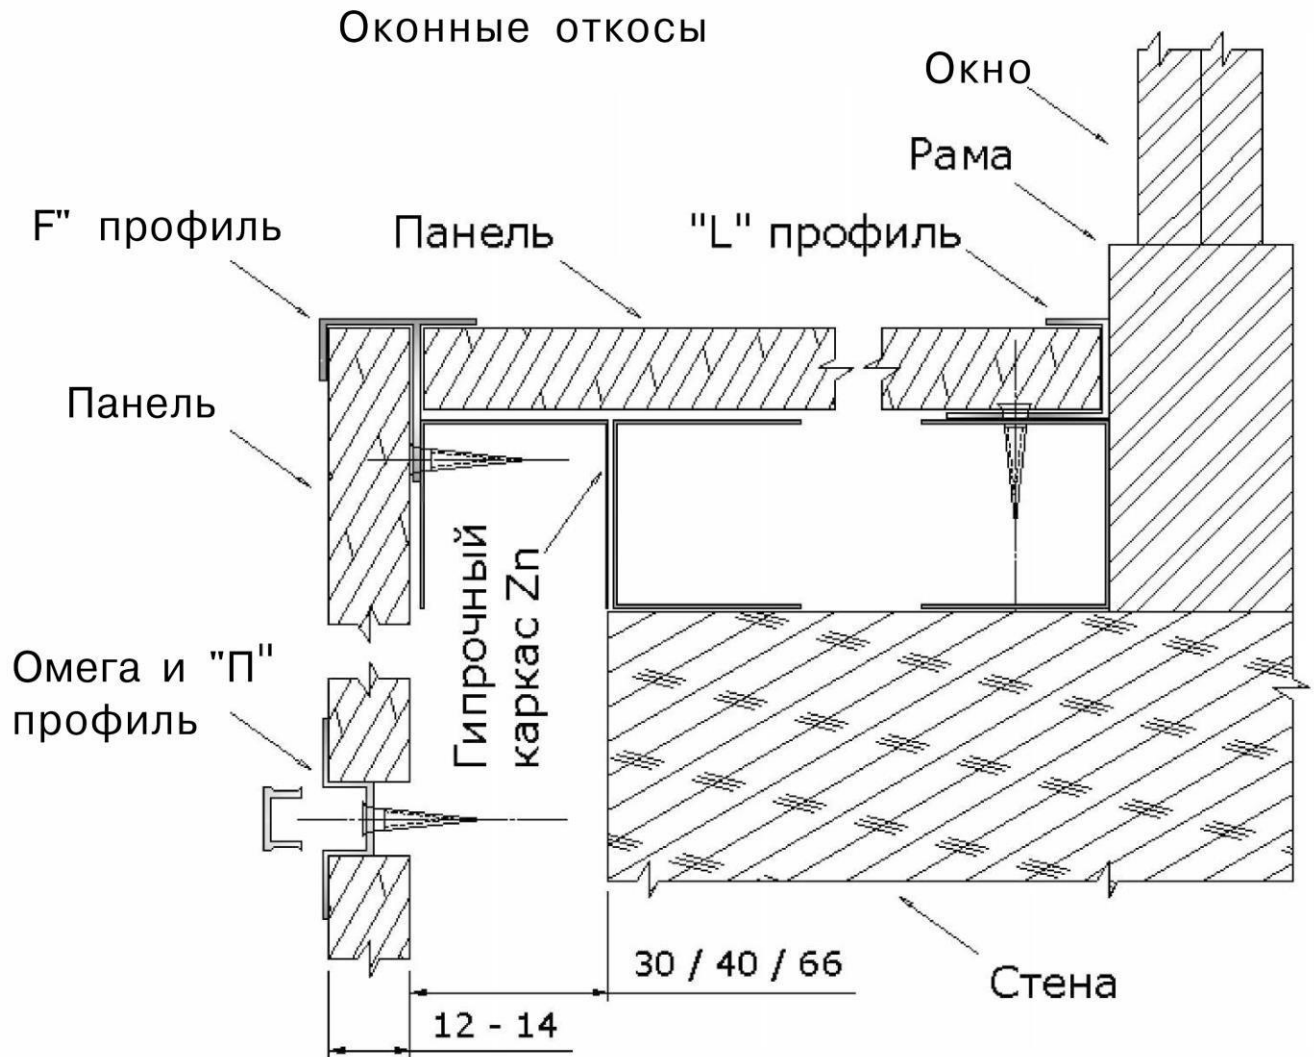 Оконные откосы
Окно
Рама
F" профиль
Панель
"L" профиль
Панель
Гипрочный
каркас Zn
Омега и "П"
профиль
30 / 40 / 66
Стена
12 - 14